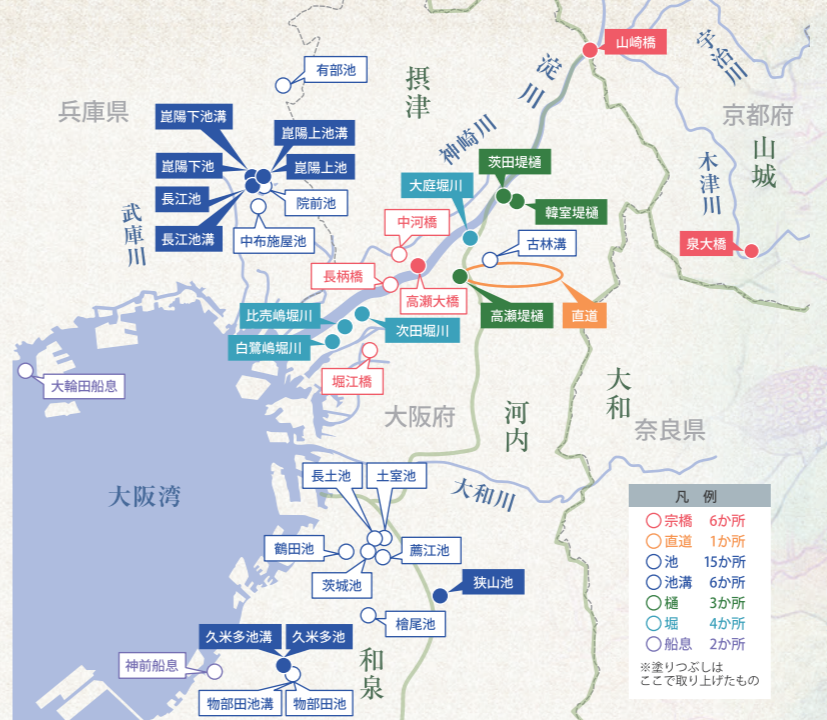 山崎橋
宇治川
有部池
摂津
淀川
兵庫県
京都府
山城
崑陽下池溝
崑陽上池溝
神崎川
茨田堤樋
崑陽下池
崑陽上池
大庭堀川
木津川
長江池
院前池
韓室堤樋
武庫川
中河橋
長江池溝
中布施屋池
古林溝
泉大橋
長柄橋
高瀬大橋
比売嶋堀川
高瀬堤樋
直道
次田堀川
白鷺嶋堀川
大輪田船息
堀江橋
大和
大阪府
河内
奈良県
長土池
土室池
大和川
大阪湾
凡例
宗橋 6か所
直道 1か所
池 15か所
池溝 6か所
樋 3か所
堀 4か所
船息 2か所
※塗りつぶしは
ここで取り上げたもの
鶴田池
薦江池
茨城池
狭山池
檜尾池
久米多池溝
久米多池
和泉
神前船息
物部田池溝
物部田池